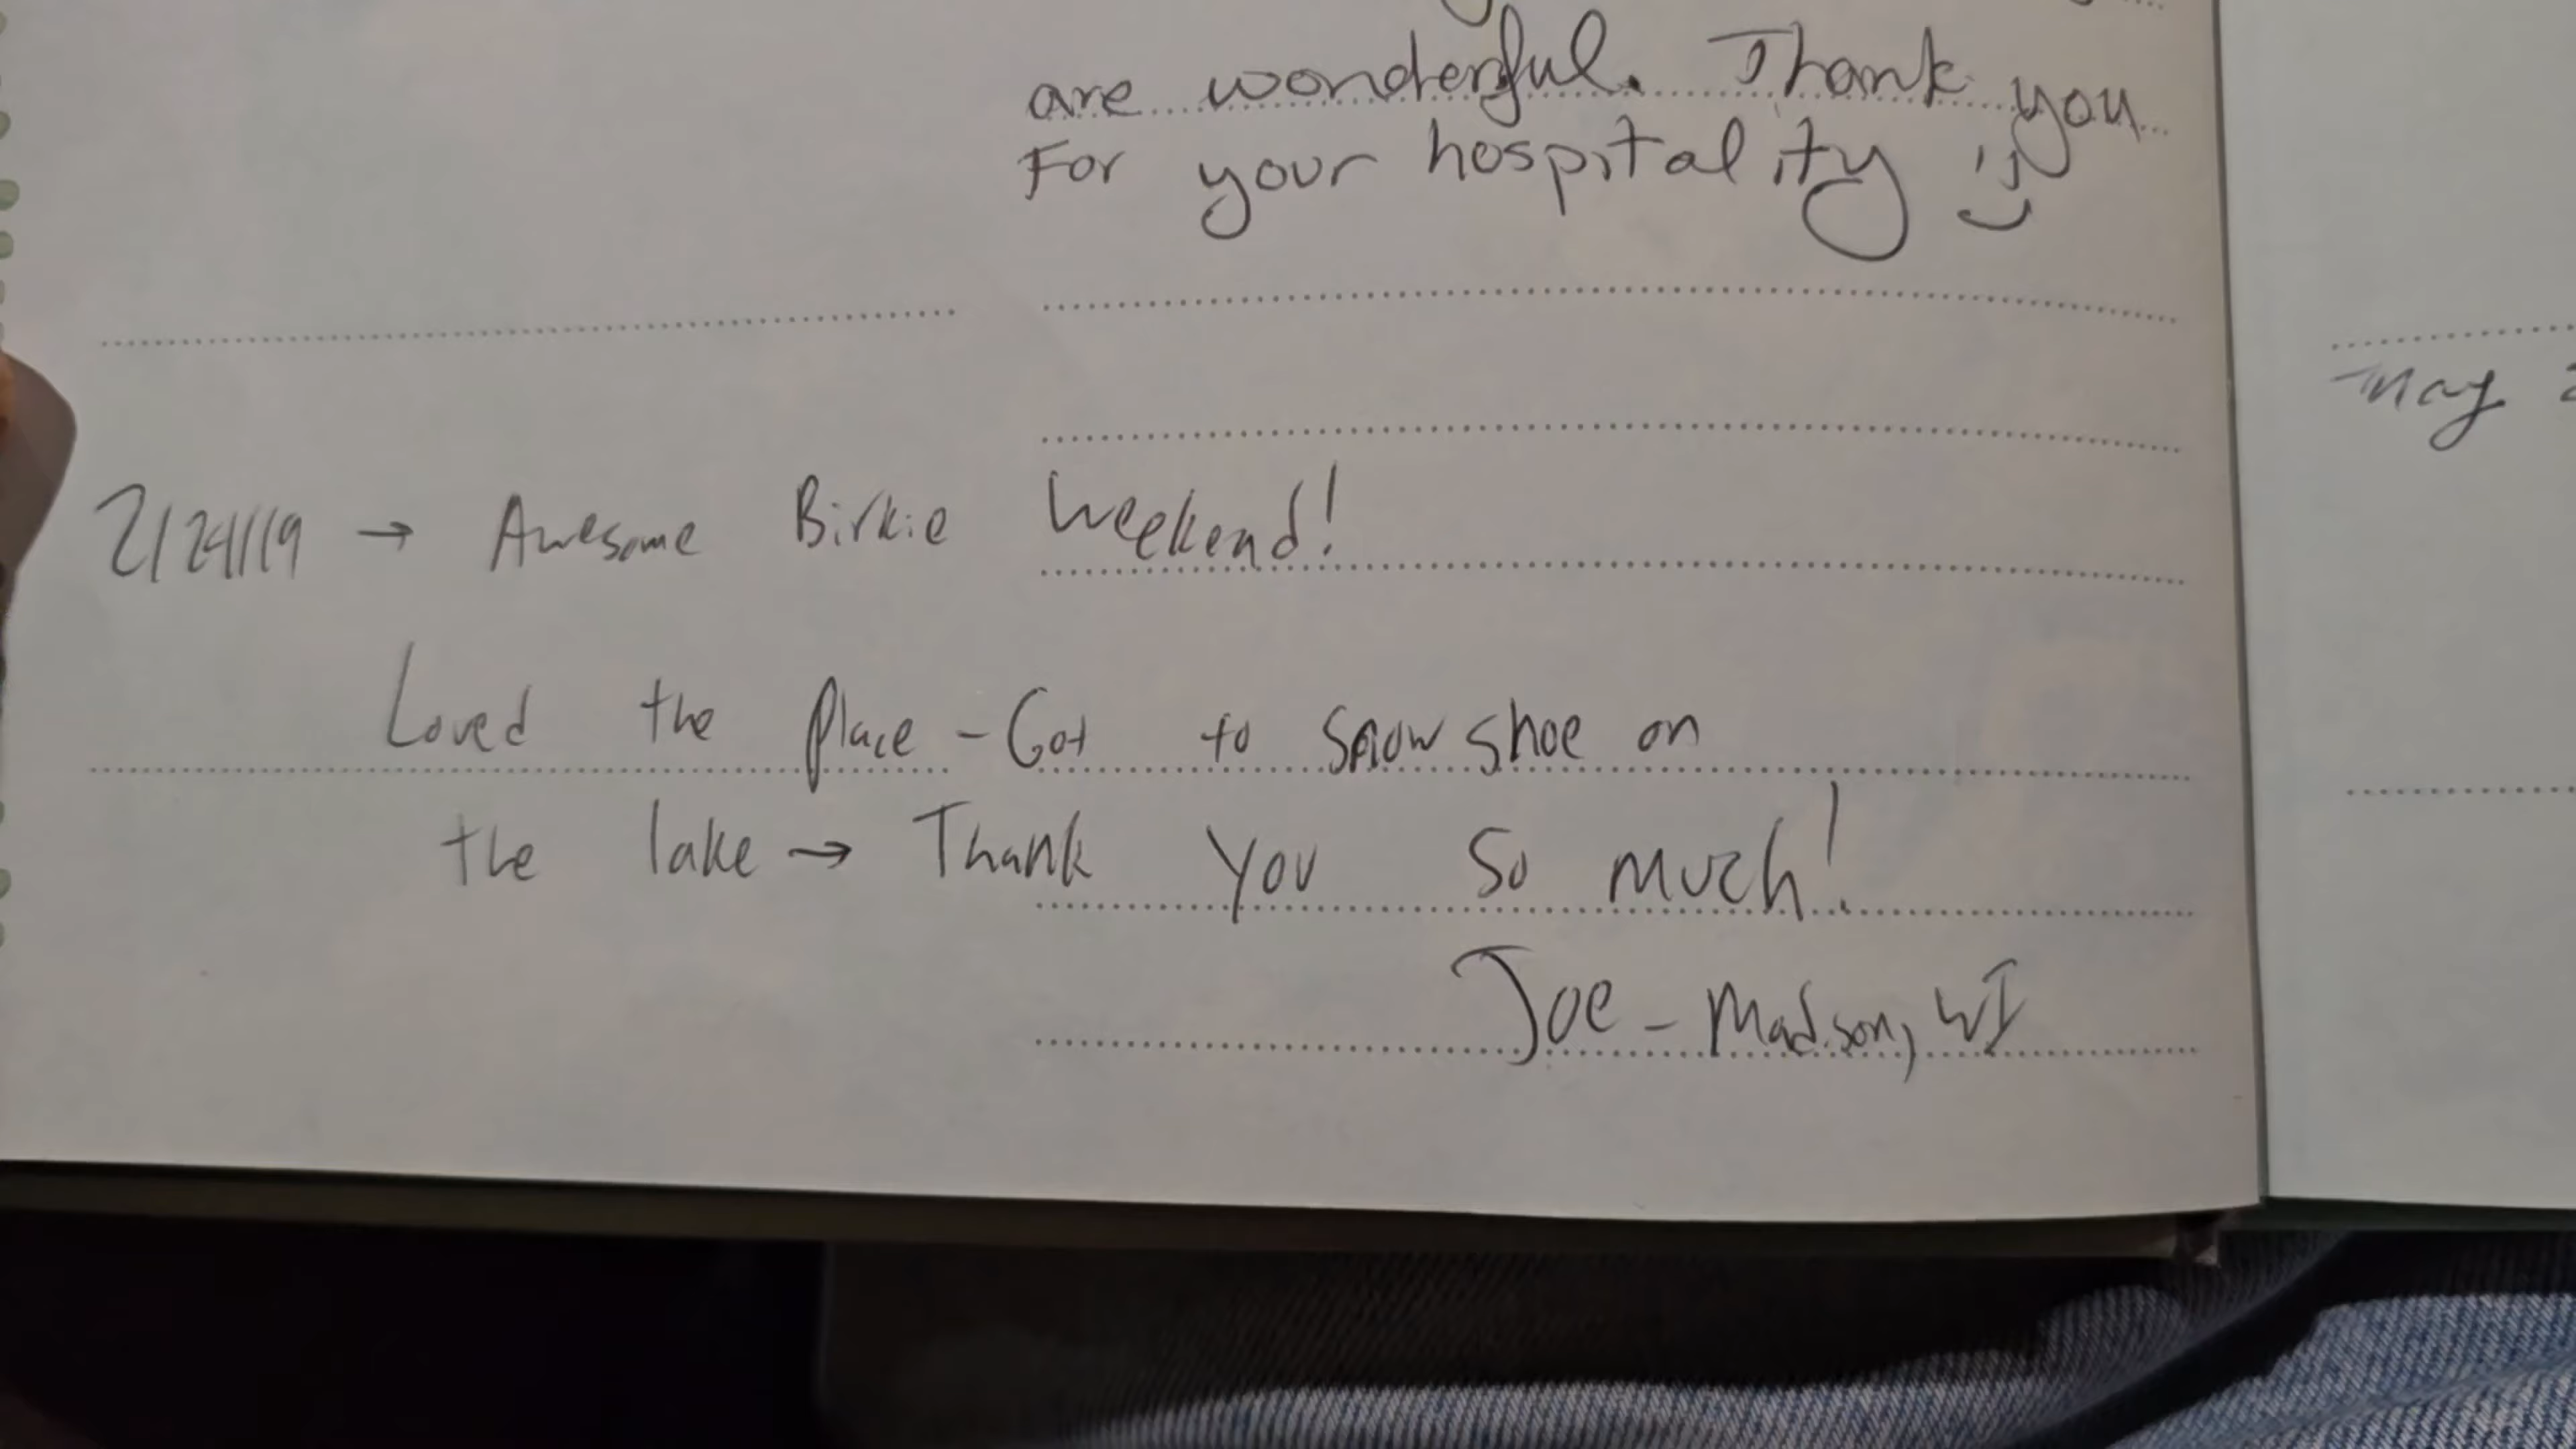 are wonderful. Thank you
For your hospitality :)
2/24/19 → Awesome Birkie Weekend!
Loved the place - Got to snowshoe on
the lake → Thank you so much!
Joe - Madison, WI
May